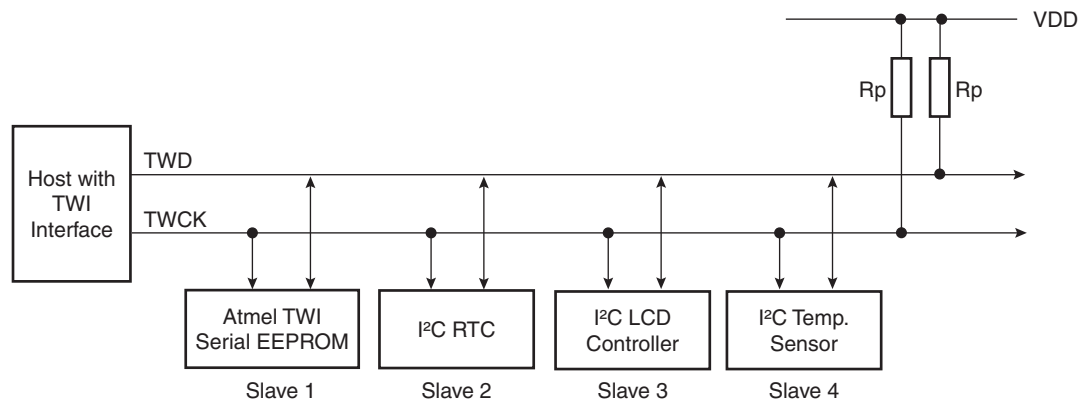 VDD
Rp
Rp
Host with
TWI
Interface
TWD
TWCK
Atmel TWI
Serial EEPROM
I²C RTC
I²C LCD
Controller
I²C Temp.
Sensor
Slave 1
Slave 2
Slave 3
Slave 4